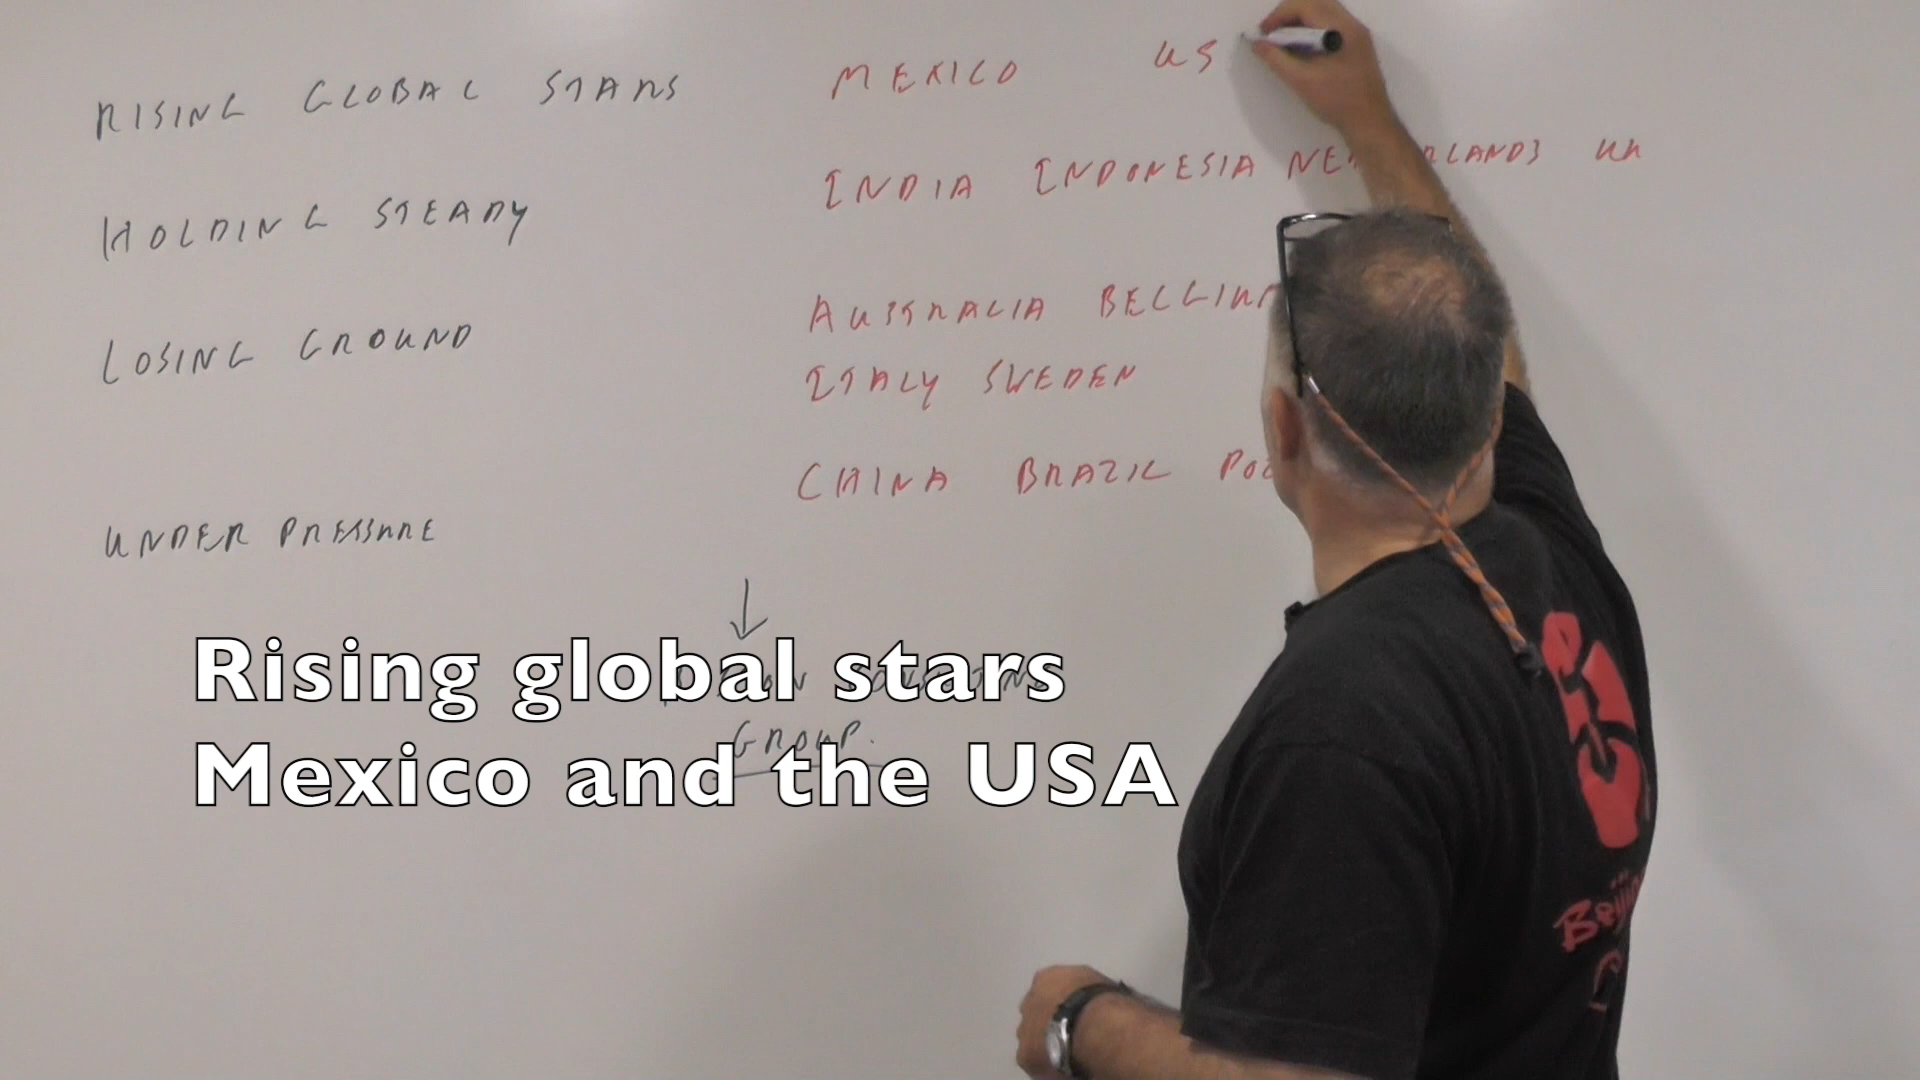 RISING GLOBAL STARS MEXICO US
HOLDING STEADY INDIA INDONESIA UK
LOSING GROUND AUSTRALIA
ITALY SWEDEN
CHINA BRAZIL
UNDER PRESSURE
GROUP.
Rising global stars
Mexico and the USA